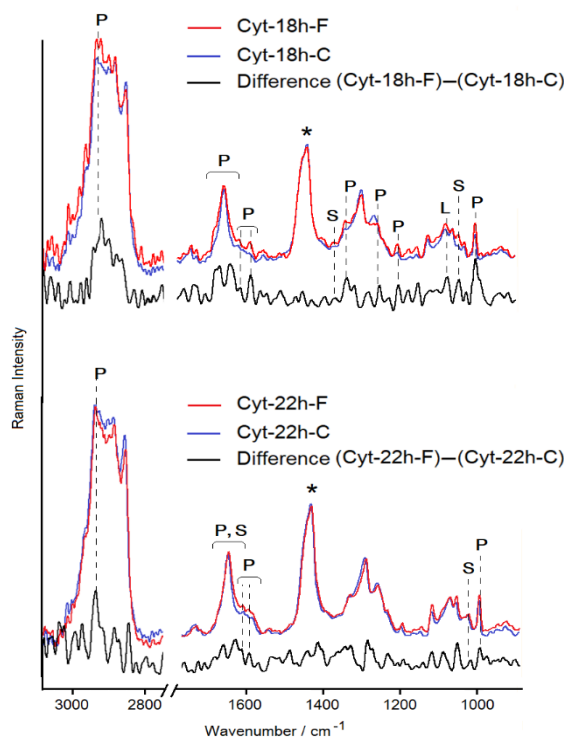 P
Cyt-18h-F
Cyt-18h-C
Difference (Cyt-18h-F)–(Cyt-18h-C)
*
P
P
S
P
P
P
L
S
P
Raman Intensity
P
Cyt-22h-F
Cyt-22h-C
Difference (Cyt-22h-F)–(Cyt-22h-C)
*
P, S
P
S
P
3000 2800 1600 1400 1200 1000
Wavenumber / cm⁻¹